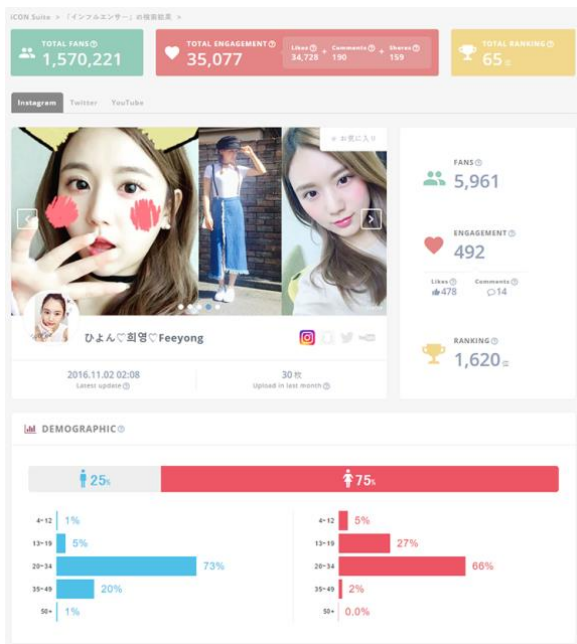 iCON Suite > 「インフルエンサー」の検索結果 >
TOTAL FANS
1,570,221
TOTAL ENGAGEMENT
35,077
Likes
34,728
+
Comments
190
+
Shares
159
TOTAL RANKING
65位
Instagram Twitter YouTube
お気に入り
ひよん♡희영♡Feeyong
2016.11.02 02:08
Latest update
30 枚
Upload in last month
FANS
5,961
ENGAGEMENT
492
Likes
478
Comments
14
RANKING
1,620位
DEMOGRAPHIC
25%
75%
4~12 1%
13~19 5%
20~34 73%
35~49 20%
50+ 1%
4~12 5%
13~19 27%
20~34 66%
35~49 2%
50+ 0.0%